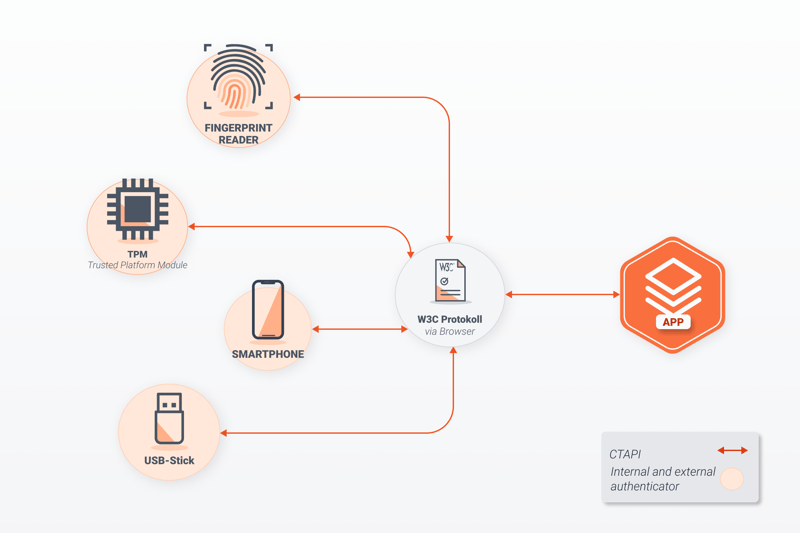 FINGERPRINT
READER
TPM
Trusted Platform Module
W3C
W3C Protokoll
via Browser
APP
SMARTPHONE
USB-Stick
CTAPI
Internal and external
authenticator